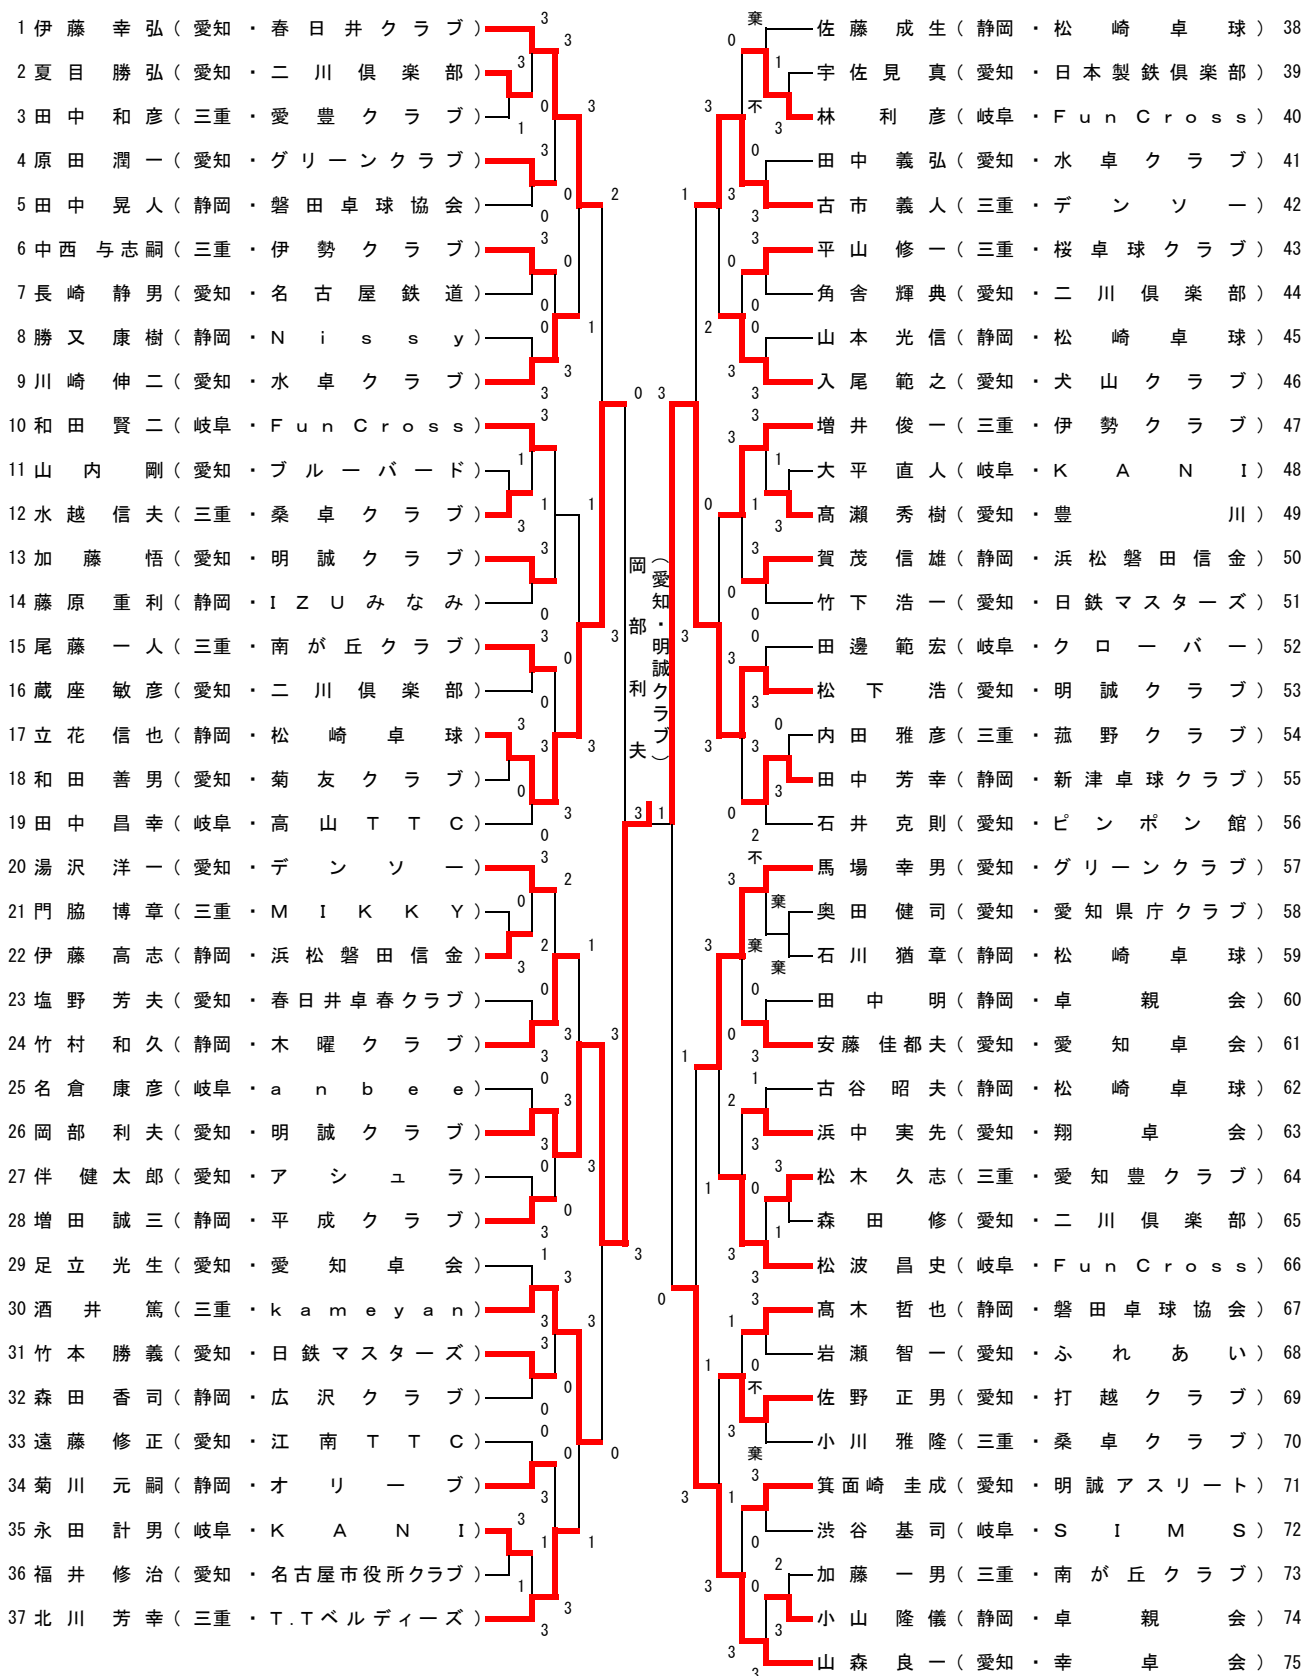 1 伊藤 幸弘 ( 愛知 ・ 春日井クラブ )
2 夏目 勝弘 ( 愛知 ・ 二川倶楽部 )
3 田中 和彦 ( 三重 ・ 愛豊クラブ )
4 原田 潤一 ( 愛知 ・ グリーンクラブ )
5 田中 晃人 ( 静岡 ・ 磐田卓球協会 )
6 中西 与志嗣 ( 三重 ・ 伊勢クラブ )
7 長崎 静男 ( 愛知 ・ 名古屋鉄道 )
8 勝又 康樹 ( 静岡 ・ Nissy )
9 川崎 伸二 ( 愛知 ・ 水卓クラブ )
10 和田 賢二 ( 岐阜 ・ FunCross )
11 山内 剛 ( 愛知 ・ ブルーバード )
12 水越 信夫 ( 三重 ・ 桑卓クラブ )
13 加藤 悟 ( 愛知 ・ 明誠クラブ )
14 藤原 重利 ( 静岡 ・ IZUみなみ )
15 尾藤 一人 ( 三重 ・ 南が丘クラブ )
16 蔵座 敏彦 ( 愛知 ・ 二川倶楽部 )
17 立花 信也 ( 静岡 ・ 松崎卓球 )
18 和田 善男 ( 愛知 ・ 菊友クラブ )
19 田中 昌幸 ( 岐阜 ・ 高山TTC )
20 湯沢 洋一 ( 愛知 ・ デンソー )
21 門脇 博章 ( 三重 ・ MIKKY )
22 伊藤 高志 ( 静岡 ・ 浜松磐田信金 )
23 塩野 芳夫 ( 愛知 ・ 春日井卓春クラブ )
24 竹村 和久 ( 静岡 ・ 木曜クラブ )
25 名倉 康彦 ( 岐阜 ・ anbee )
26 岡部 利夫 ( 愛知 ・ 明誠クラブ )
27 伴 健太郎 ( 愛知 ・ アシュラ )
28 増田 誠三 ( 静岡 ・ 平成クラブ )
29 足立 光生 ( 愛知 ・ 愛知卓会 )
30 酒井 篤 ( 三重 ・ kameyan )
31 竹本 勝義 ( 愛知 ・ 日鉄マスターズ )
32 森田 香司 ( 静岡 ・ 広沢クラブ )
33 遠藤 修正 ( 愛知 ・ 江南TTC )
34 菊川 元嗣 ( 静岡 ・ オリーブ )
35 永田 計男 ( 岐阜 ・ KANI )
36 福井 修治 ( 愛知 ・ 名古屋市役所クラブ )
37 北川 芳幸 ( 三重 ・ T.Tベルディーズ )
岡部利夫
(愛知・明誠クラブ)
佐藤 成生 ( 静岡 ・ 松崎卓球 ) 38
宇佐見 真 ( 愛知 ・ 日本製鉄倶楽部 ) 39
林 利彦 ( 岐阜 ・ FunCross ) 40
田中 義弘 ( 愛知 ・ 水卓クラブ ) 41
古市 義人 ( 三重 ・ デンソー ) 42
平山 修一 ( 三重 ・ 桜卓球クラブ ) 43
角舎 輝典 ( 愛知 ・ 二川倶楽部 ) 44
山本 光信 ( 静岡 ・ 松崎卓球 ) 45
入尾 範之 ( 愛知 ・ 犬山クラブ ) 46
増井 俊一 ( 三重 ・ 伊勢クラブ ) 47
大平 直人 ( 岐阜 ・ KANI ) 48
髙瀬 秀樹 ( 愛知 ・ 豊川 ) 49
賀茂 信雄 ( 静岡 ・ 浜松磐田信金 ) 50
竹下 浩一 ( 愛知 ・ 日鉄マスターズ ) 51
田邊 範宏 ( 岐阜 ・ クローバー ) 52
松下 浩 ( 愛知 ・ 明誠クラブ ) 53
内田 雅彦 ( 三重 ・ 菰野クラブ ) 54
田中 芳幸 ( 静岡 ・ 新津卓球クラブ ) 55
石井 克則 ( 愛知 ・ ピンポン館 ) 56
馬場 幸男 ( 愛知 ・ グリーンクラブ ) 57
奥田 健司 ( 愛知 ・ 愛知県庁クラブ ) 58
石川 猶章 ( 静岡 ・ 松崎卓球 ) 59
田中 明 ( 静岡 ・ 卓親会 ) 60
安藤 佳都夫 ( 愛知 ・ 愛知卓会 ) 61
古谷 昭夫 ( 静岡 ・ 松崎卓球 ) 62
浜中 実先 ( 愛知 ・ 翔卓会 ) 63
松木 久志 ( 三重 ・ 愛知豊クラブ ) 64
森田 修 ( 愛知 ・ 二川倶楽部 ) 65
松波 昌史 ( 岐阜 ・ FunCross ) 66
髙木 哲也 ( 静岡 ・ 磐田卓球協会 ) 67
岩瀬 智一 ( 愛知 ・ ふれあい ) 68
佐野 正男 ( 愛知 ・ 打越クラブ ) 69
小川 雅隆 ( 三重 ・ 桑卓クラブ ) 70
箕面崎 圭成 ( 愛知 ・ 明誠アスリート ) 71
渋谷 基司 ( 岐阜 ・ SIMS ) 72
加藤 一男 ( 三重 ・ 南が丘クラブ ) 73
小山 隆儀 ( 静岡 ・ 卓親会 ) 74
山森 良一 ( 愛知 ・ 幸卓会 ) 75